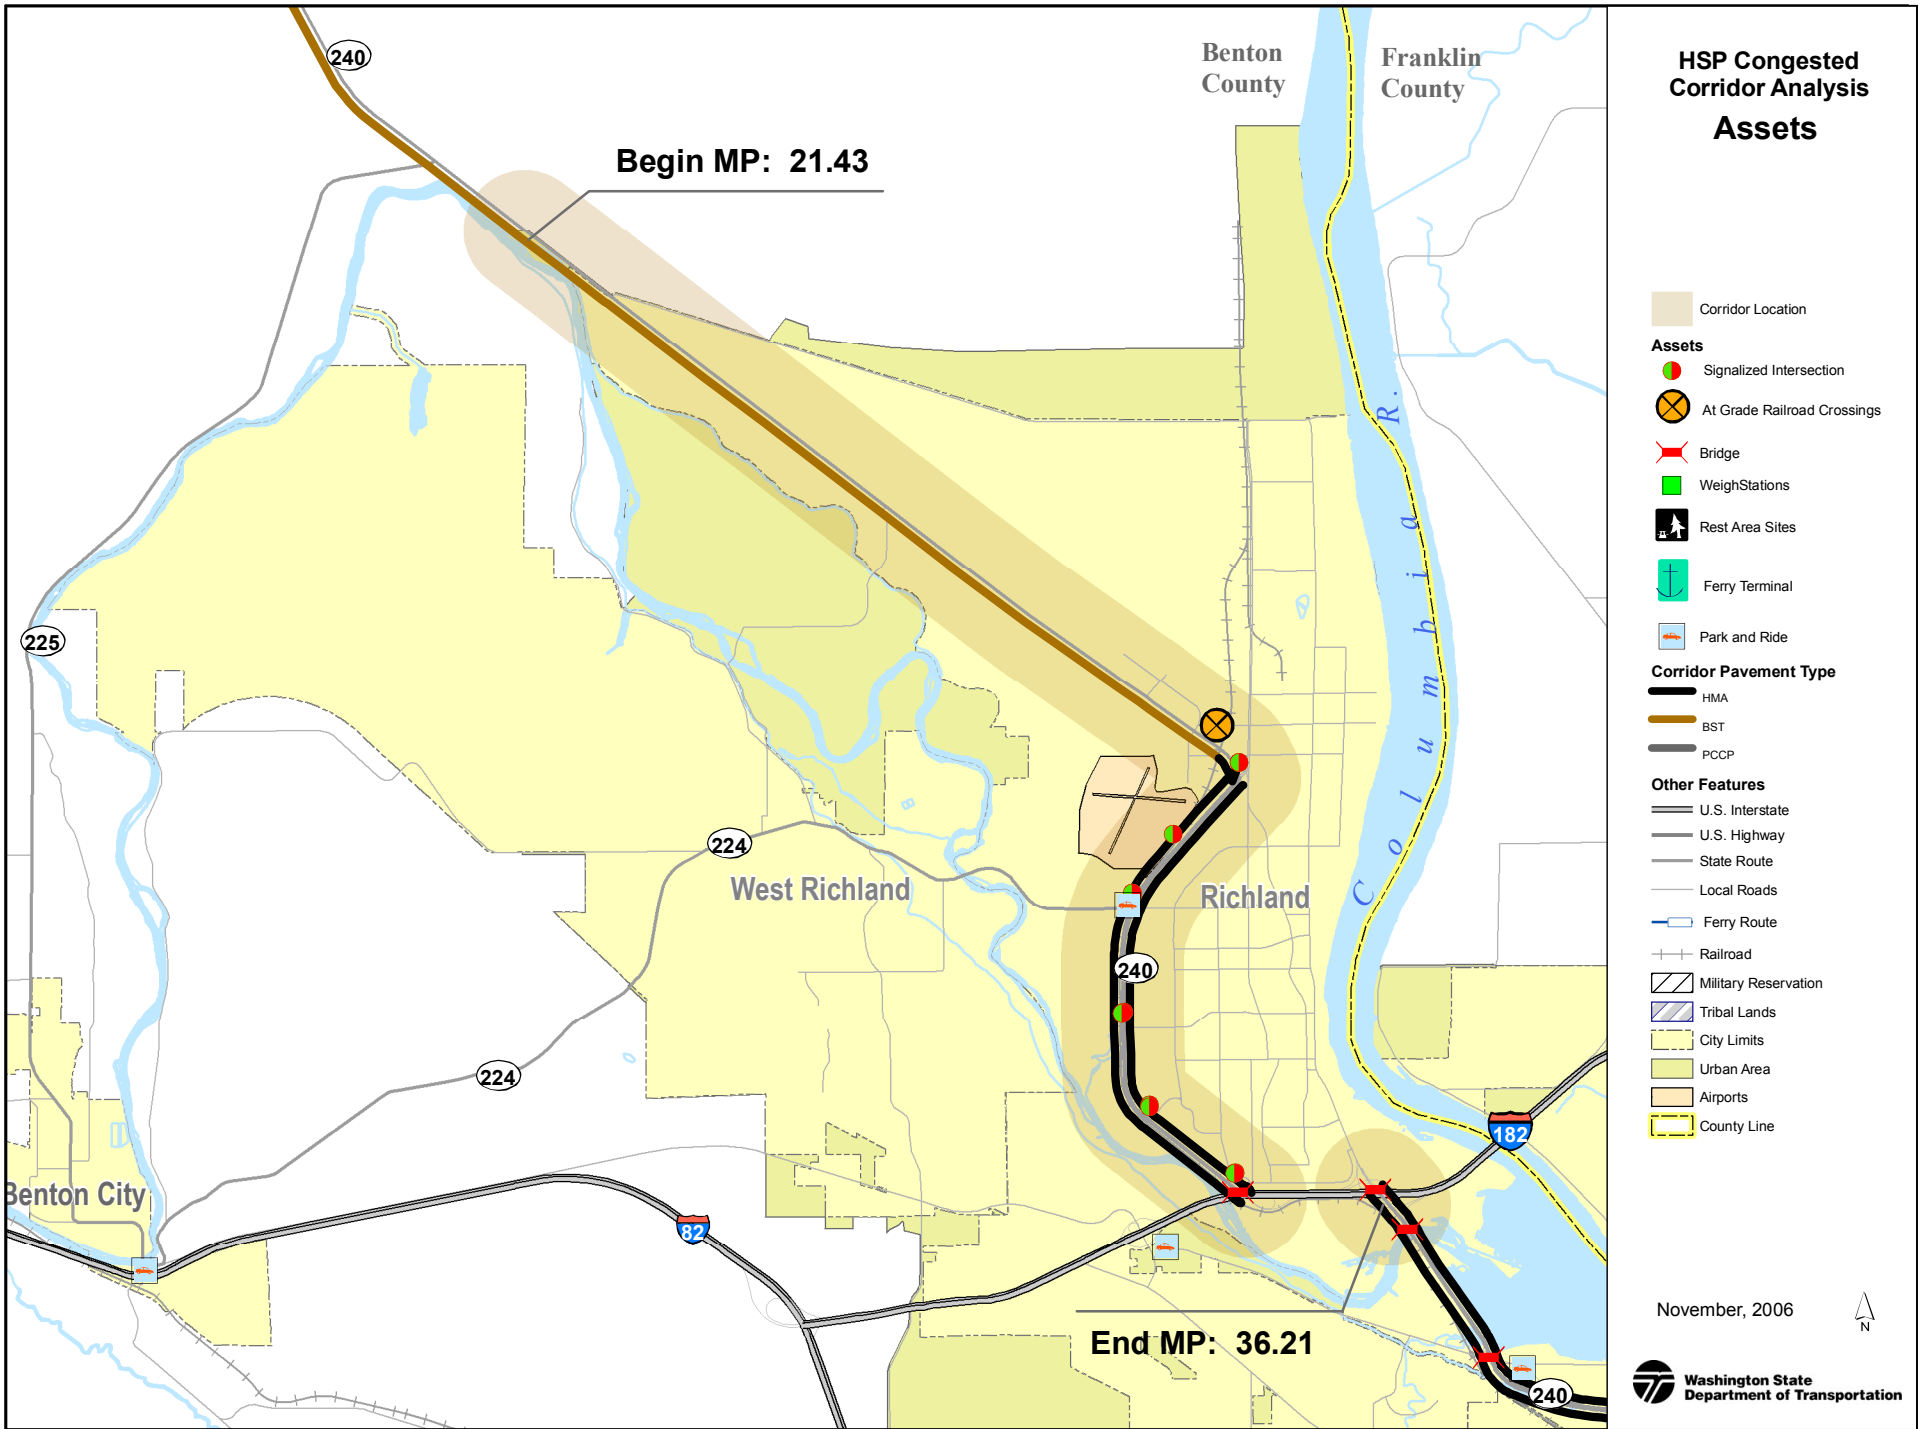 240
Benton
County
Franklin
County
Begin MP: 21.43
Columbia R.
225
224
West Richland
Richland
240
224
182
Benton City
82
End MP: 36.21
240
HSP Congested
Corridor Analysis
Assets
Corridor Location
Assets
Signalized Intersection
At Grade Railroad Crossings
Bridge
WeighStations
Rest Area Sites
Ferry Terminal
Park and Ride
Corridor Pavement Type
HMA
BST
PCCP
Other Features
U.S. Interstate
U.S. Highway
State Route
Local Roads
Ferry Route
Railroad
Military Reservation
Tribal Lands
City Limits
Urban Area
Airports
County Line
November, 2006
N
Washington State
Department of Transportation